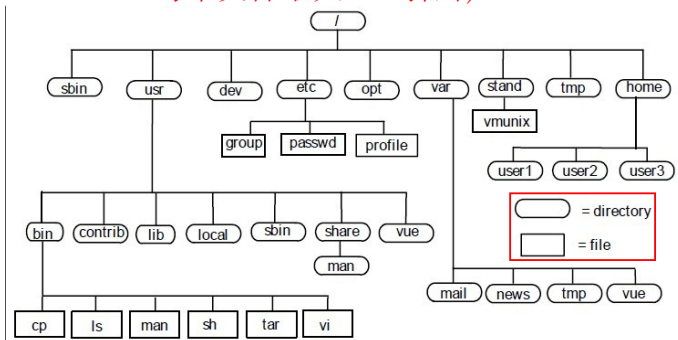 /
sbin usr dev etc opt var stand tmp home
group passwd profile vmunix
user1 user2 user3
= directory
= file
bin contrib lib local sbin share vue
man
mail news tmp vue
cp ls man sh tar vi